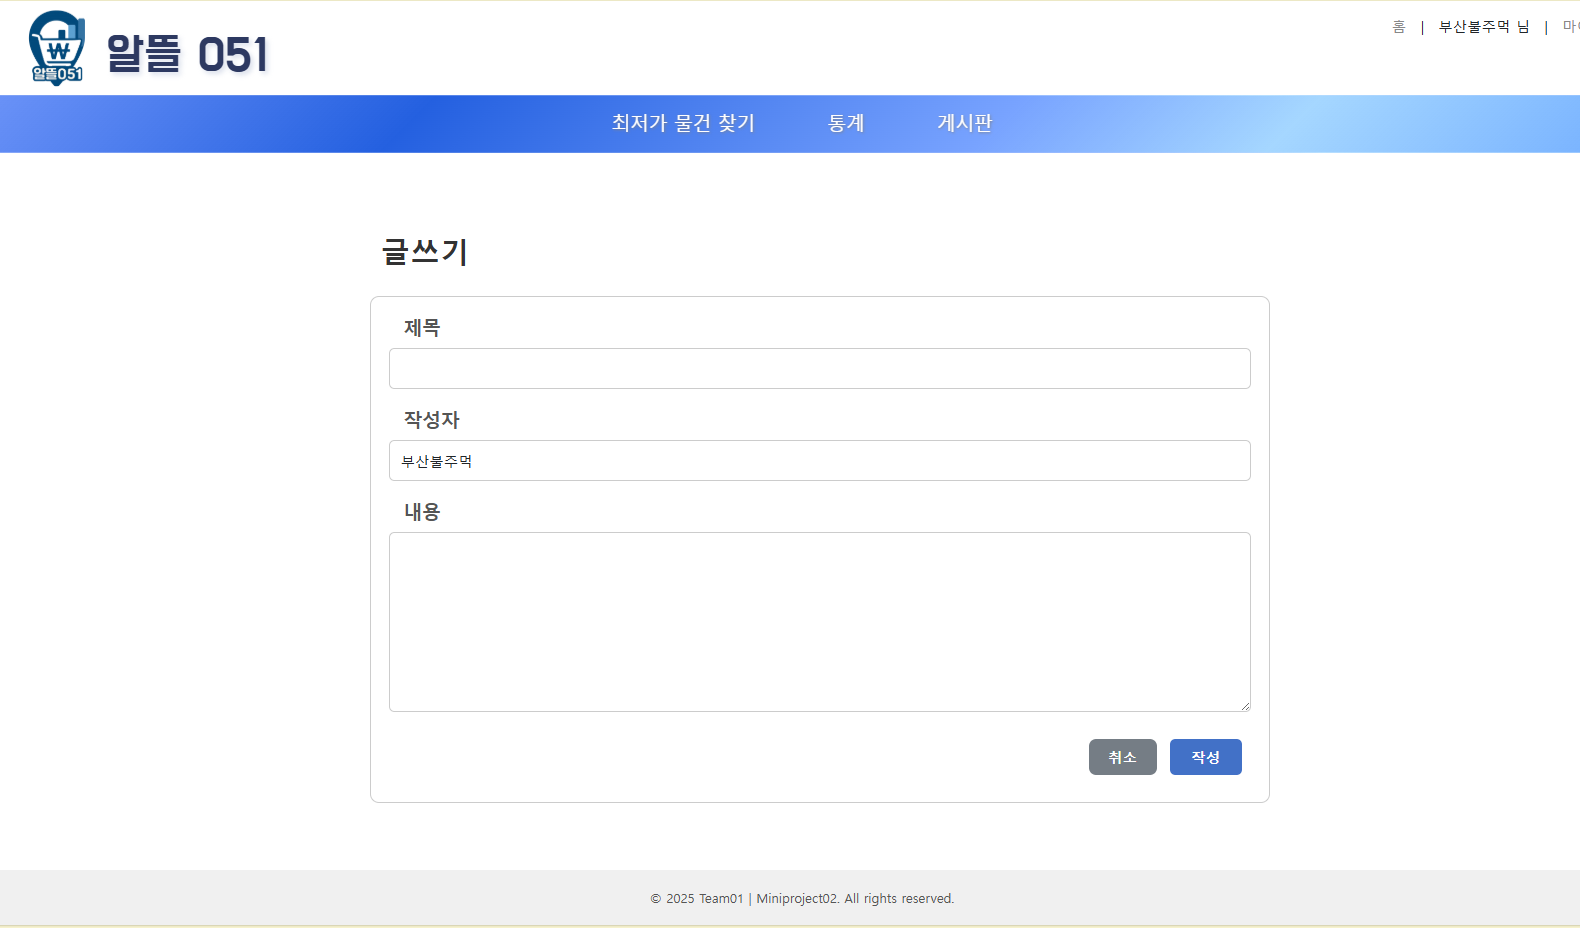 알뜰051
알뜰 051
홈 | 부산불주먹 님 | 마
최저가 물건 찾기 통계 게시판
글쓰기
제목
작성자
부산불주먹
내용
취소 작성
© 2025 Team01 | Miniproject02. All rights reserved.